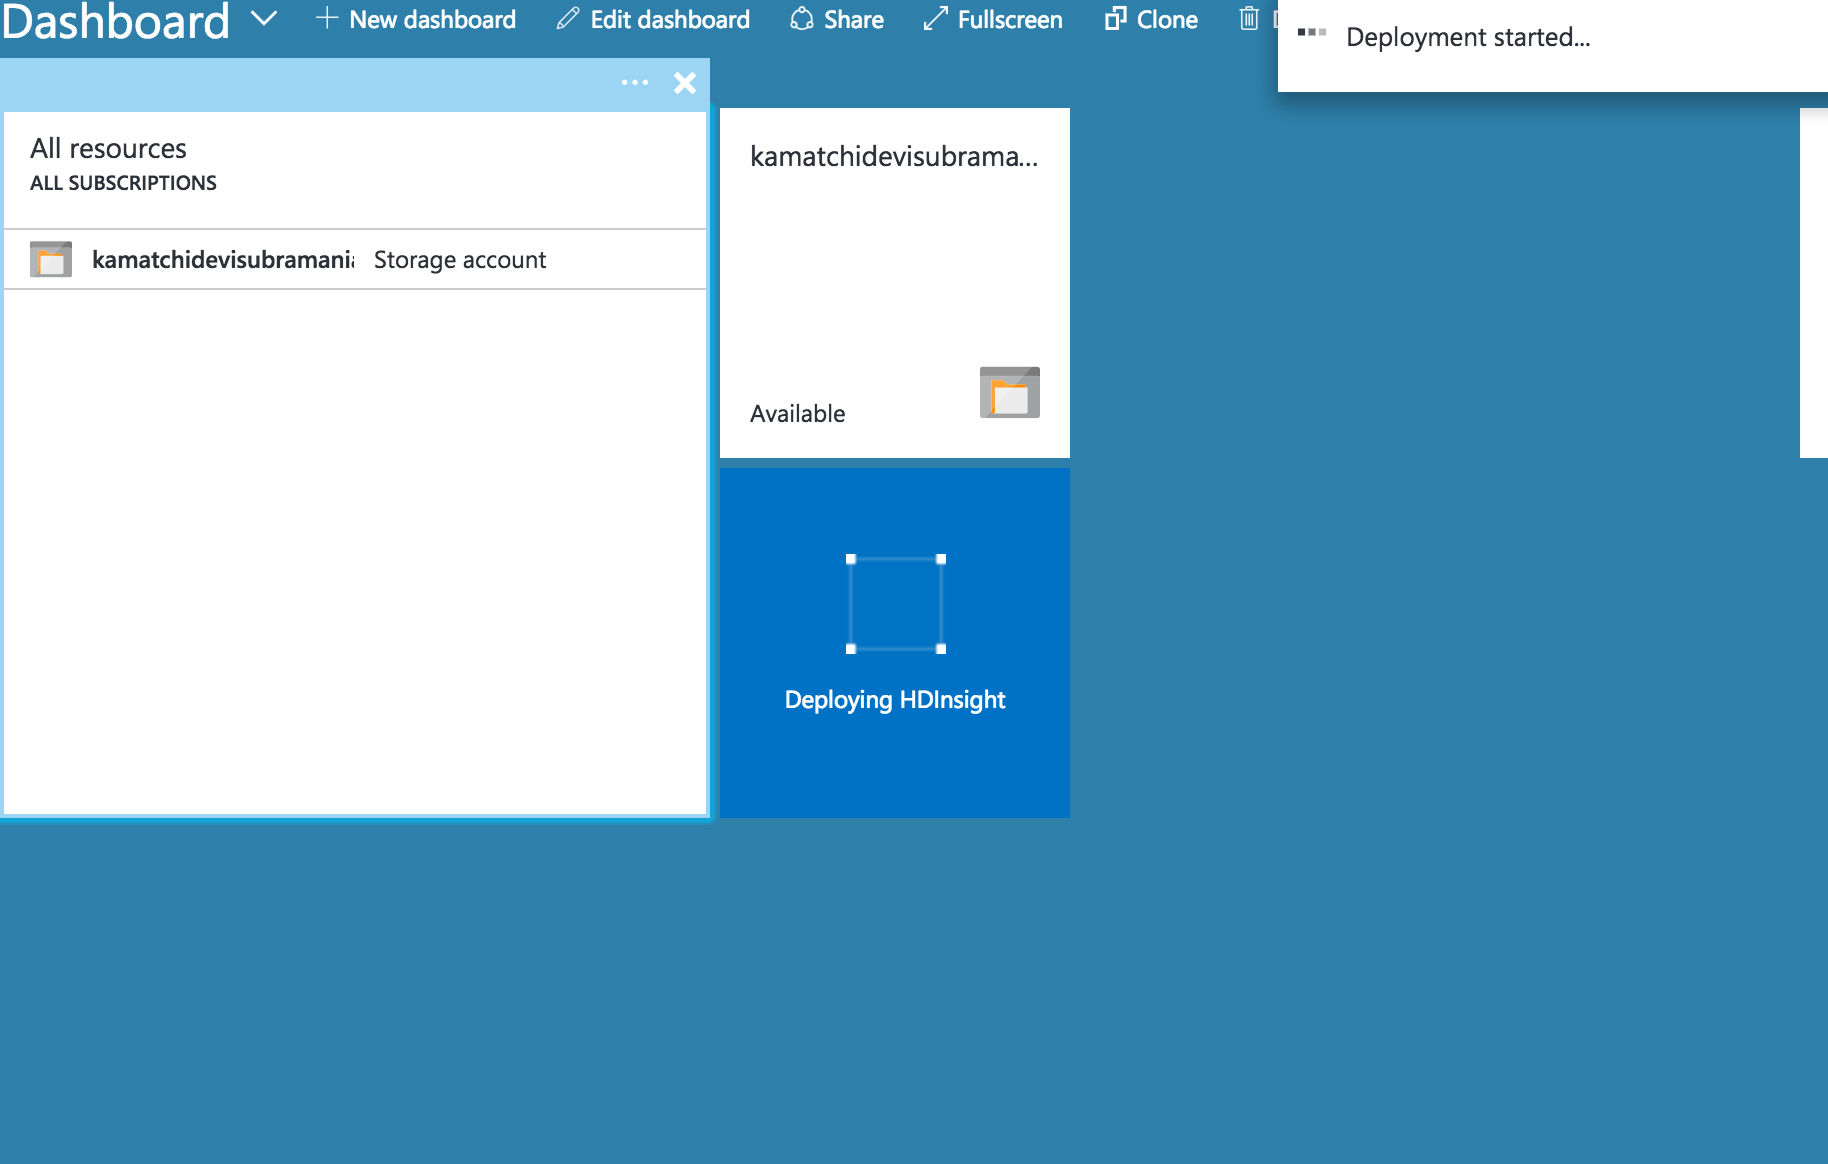 Dashboard
New dashboard
Edit dashboard
Share
Fullscreen
Clone
Deployment started...
All resources
ALL SUBSCRIPTIONS
kamatchidevisubramania Storage account
kamatchidevisubrama...
Available
Deploying HDInsight